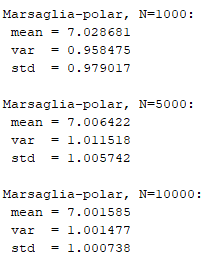 Marsaglia-polar, N=1000:
mean = 7.028681
var  = 0.958475
std  = 0.979017
Marsaglia-polar, N=5000:
mean = 7.006422
var  = 1.011518
std  = 1.005742
Marsaglia-polar, N=10000:
mean = 7.001585
var  = 1.001477
std  = 1.000738